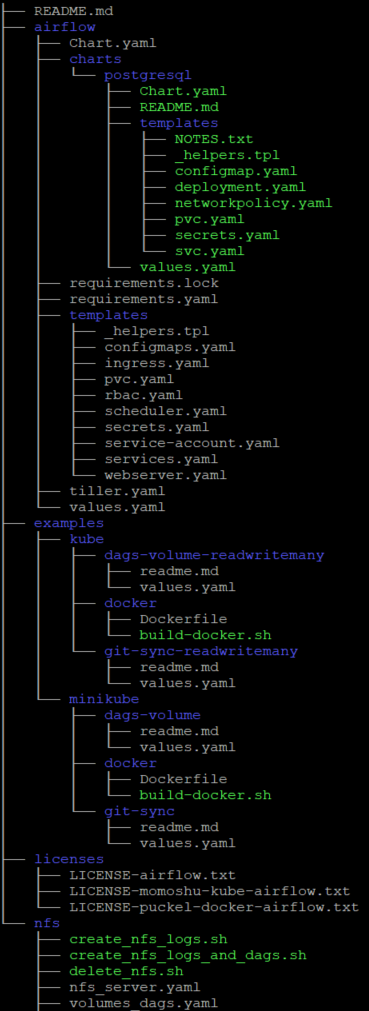 ├── README.md
├── airflow
│   ├── Chart.yaml
│   ├── charts
│   │   └── postgresql
│   │       ├── Chart.yaml
│   │       ├── README.md
│   │       ├── templates
│   │       │   ├── NOTES.txt
│   │       │   ├── _helpers.tpl
│   │       │   ├── configmap.yaml
│   │       │   ├── deployment.yaml
│   │       │   ├── networkpolicy.yaml
│   │       │   ├── pvc.yaml
│   │       │   ├── secrets.yaml
│   │       │   └── svc.yaml
│   │       └── values.yaml
│   ├── requirements.lock
│   ├── requirements.yaml
│   ├── templates
│   │   ├── _helpers.tpl
│   │   ├── configmaps.yaml
│   │   ├── ingress.yaml
│   │   ├── pvc.yaml
│   │   ├── rbac.yaml
│   │   ├── scheduler.yaml
│   │   ├── secrets.yaml
│   │   ├── service-account.yaml
│   │   ├── services.yaml
│   │   └── webserver.yaml
│   ├── tiller.yaml
│   └── values.yaml
├── examples
│   ├── kube
│   │   ├── dags-volume-readwritemany
│   │   │   ├── readme.md
│   │   │   └── values.yaml
│   │   ├── docker
│   │   │   ├── Dockerfile
│   │   │   └── build-docker.sh
│   │   └── git-sync-readwritemany
│   │       ├── readme.md
│   │       └── values.yaml
│   └── minikube
│       ├── dags-volume
│       │   ├── readme.md
│       │   └── values.yaml
│       ├── docker
│       │   ├── Dockerfile
│       │   └── build-docker.sh
│       └── git-sync
│           ├── readme.md
│           └── values.yaml
├── licenses
│   ├── LICENSE-airflow.txt
│   ├── LICENSE-momoshu-kube-airflow.txt
│   └── LICENSE-puckel-docker-airflow.txt
└── nfs
    ├── create_nfs_logs.sh
    ├── create_nfs_logs_and_dags.sh
    ├── delete_nfs.sh
    ├── nfs_server.yaml
    ├── volumes_dags.yaml